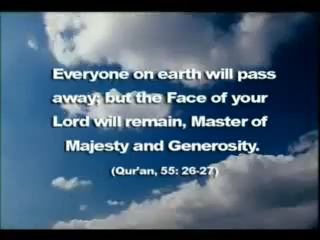 Everyone on earth will pass
away; but the Face of your
Lord will remain, Master of
Majesty and Generosity.
(Qur'an, 55: 26-27)